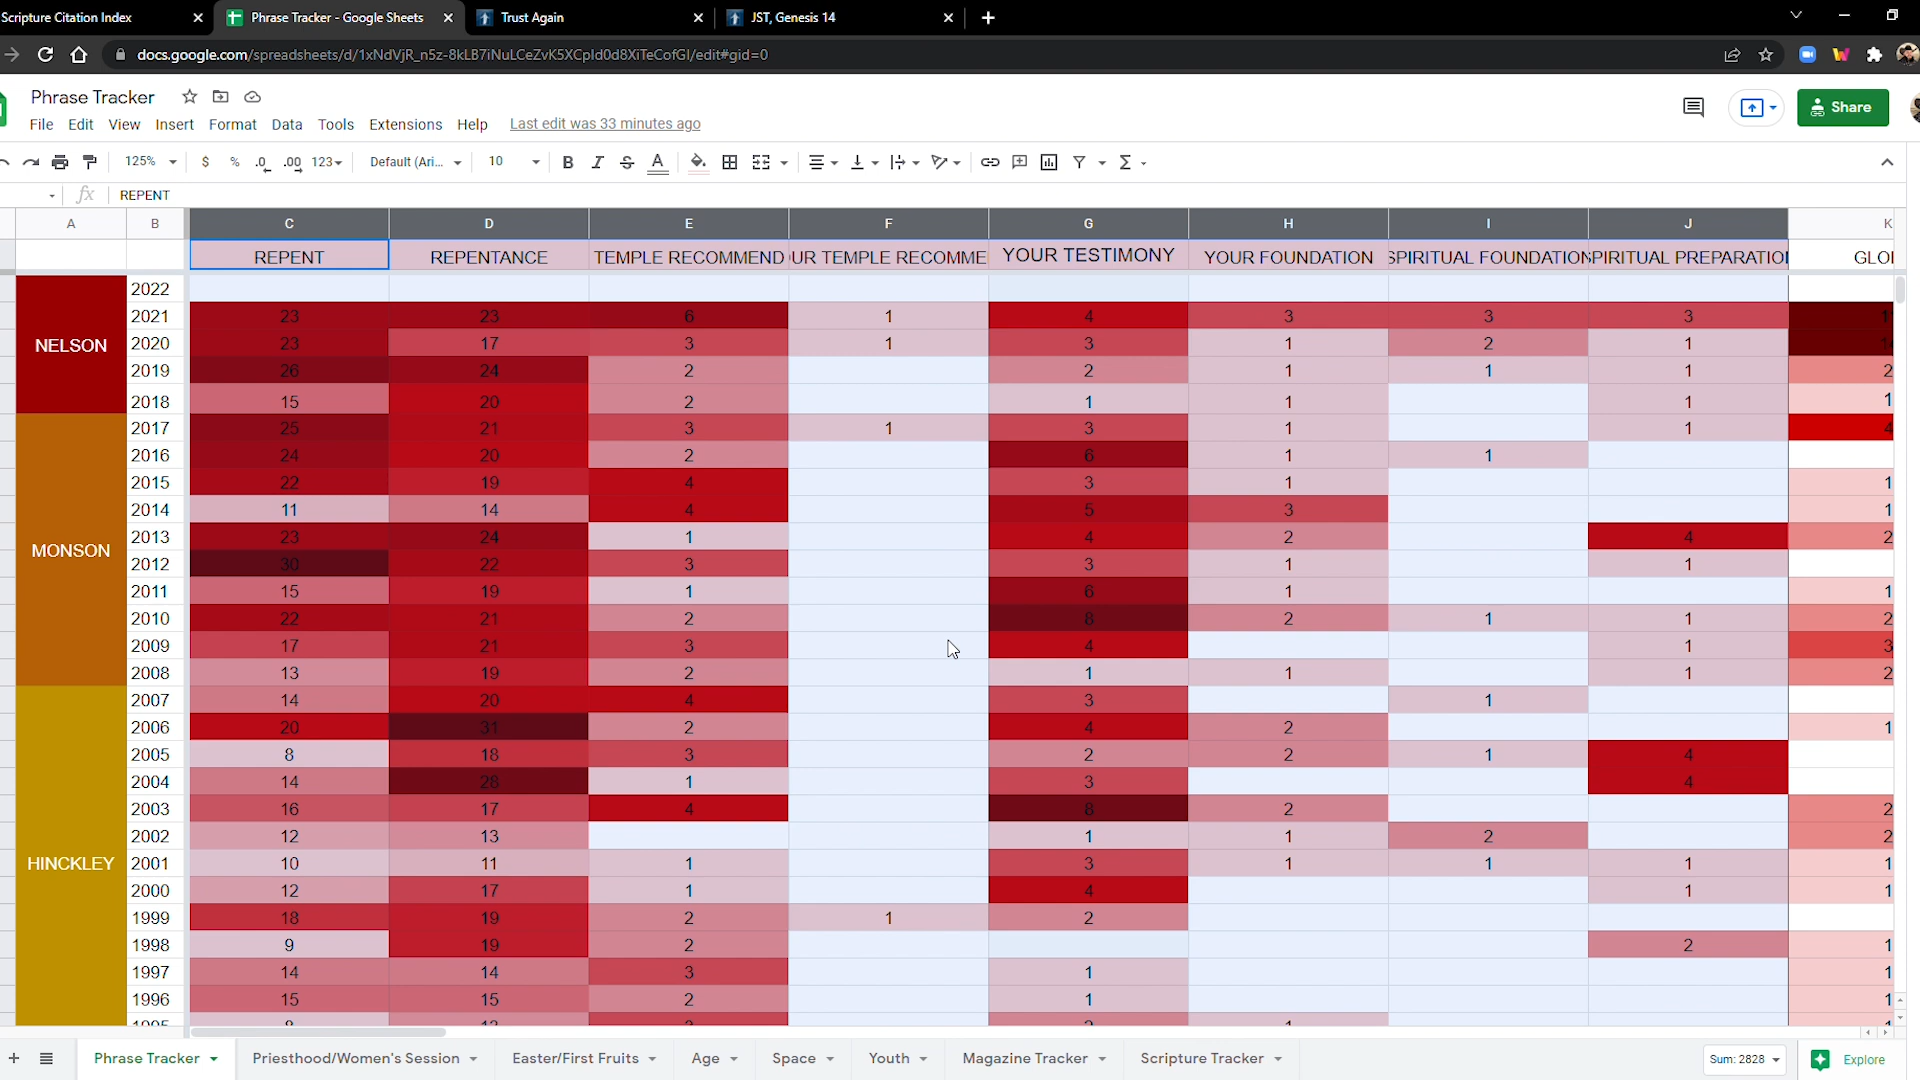 Scripture Citation Index
Phrase Tracker - Google Sheets
Trust Again
JST, Genesis 14
docs.google.com/spreadsheets/d/1xNdVjR_n5z-8kLB7iNuLCeZvK5XCpId0d8XiTeCofGI/edit#gid=0
Phrase Tracker
File Edit View Insert Format Data Tools Extensions Help Last edit was 33 minutes ago
Share
125% $ % .0 .00 123 Default (Ari... 10 B I S A Σ
fx REPENT
A B C D E F G H I J K
REPENT REPENTANCE TEMPLE RECOMMEND UR TEMPLE RECOMME YOUR TESTIMONY YOUR FOUNDATION SPIRITUAL FOUNDATION PIRITUAL PREPARATIO GLO
2022
2021 23 23 6 1 4 3 3 3
NELSON
2020 23 17 3 1 3 1 2 1
2019 26 24 2 2 1 1 1 2
2018 15 20 2 1 1 1 1
2017 25 21 3 1 3 1 1 4
2016 24 20 2 6 1 1
2015 22 19 4 3 1 1
2014 11 14 4 5 3 1
2013 23 24 1 4 2 4 2
MONSON
2012 30 22 3 3 1 1
2011 15 19 1 6 1 1
2010 22 21 2 8 2 1 1 2
2009 17 21 3 4 1 3
2008 13 19 2 1 1 1 2
2007 14 20 4 3 1
2006 20 31 2 4 2 1
2005 8 18 3 2 2 1 4
2004 14 28 1 3 4
2003 16 17 4 8 2 2
2002 12 13 1 1 2 2
HINCKLEY
2001 10 11 1 3 1 1 1 1
2000 12 17 1 4 1 1
1999 18 19 2 1 2
1998 9 19 2 2 1
1997 14 14 3 1 1
1996 15 15 2 1 1
Phrase Tracker Priesthood/Women's Session Easter/First Fruits Age Space Youth Magazine Tracker Scripture Tracker Sum: 2828 Explore